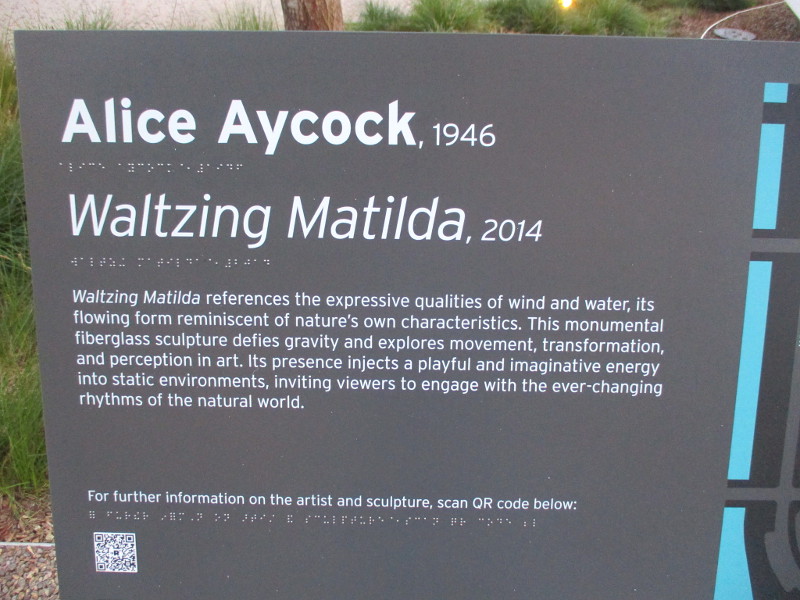 Alice Aycock, 1946
Waltzing Matilda, 2014
Waltzing Matilda references the expressive qualities of wind and water, its
flowing form reminiscent of nature's own characteristics. This monumental
fiberglass sculpture defies gravity and explores movement, transformation,
and perception in art. Its presence injects a playful and imaginative energy
into static environments, inviting viewers to engage with the ever-changing
rhythms of the natural world.
For further information on the artist and sculpture, scan QR code below: